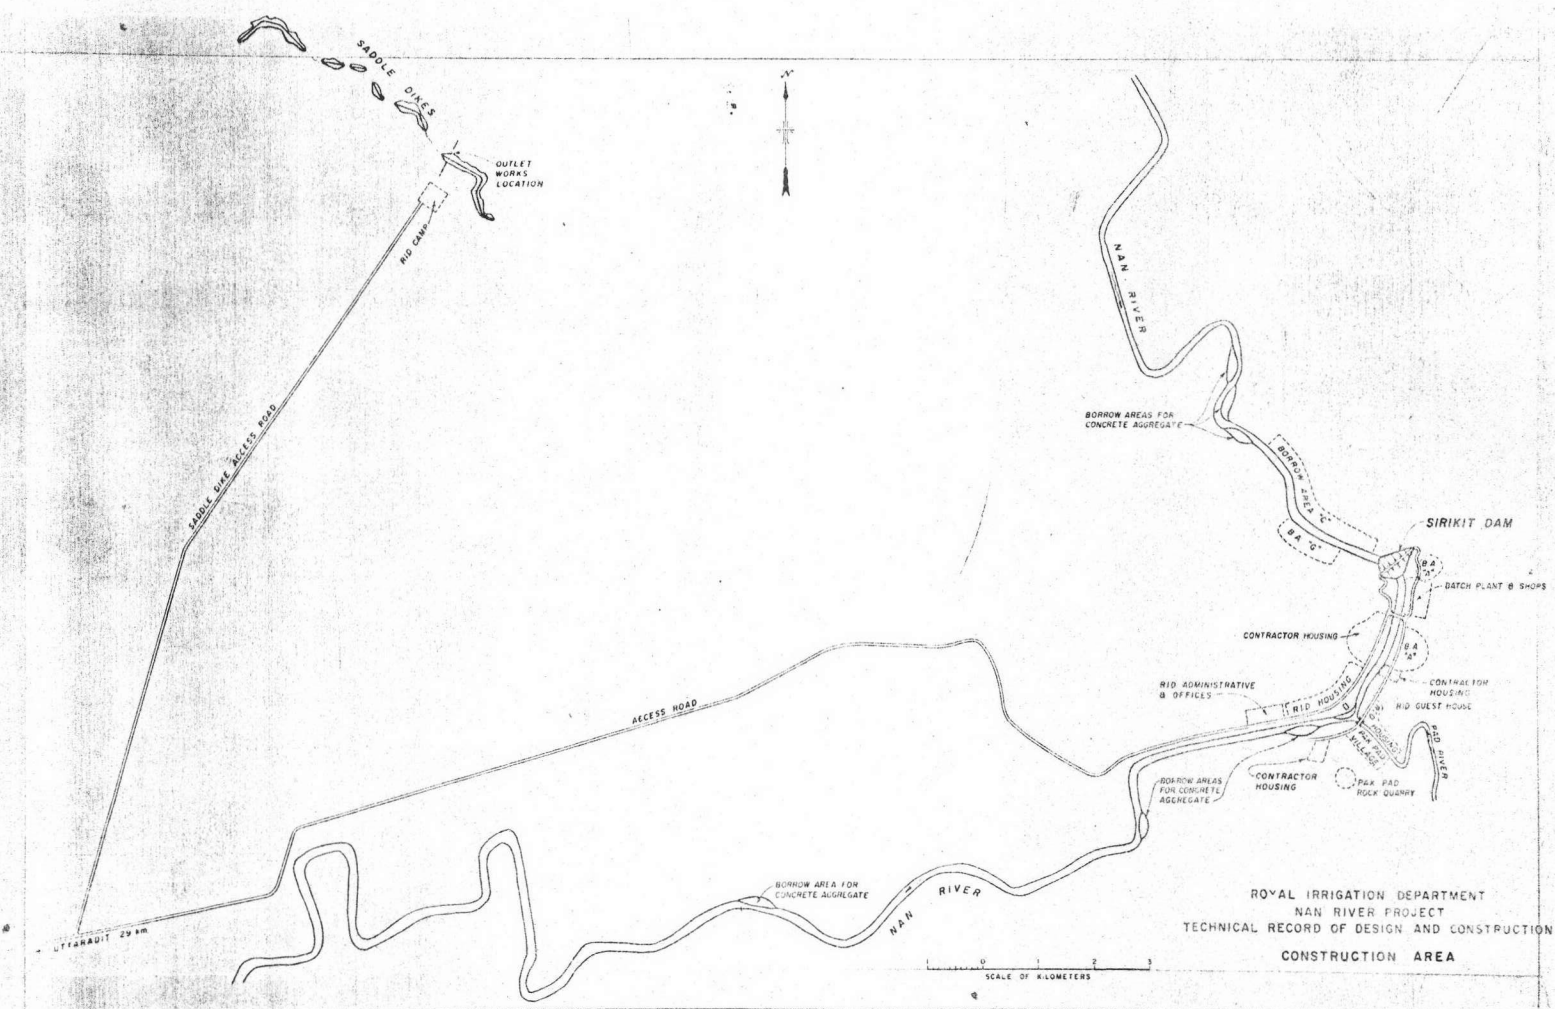 SADDLE DIKES
N
OUTLET
WORKS
LOCATION
RID CAMP
NAN RIVER
SADDLE DIKE ACCESS ROAD
BORROW AREAS FOR
CONCRETE AGGREGATE
BORROW AREA "C"
BA "G"
SIRIKIT DAM
BA
"A"
BATCH PLANT & SHOPS
CONTRACTOR HOUSING
BA
"A"
RID ADMINISTRATIVE
& OFFICES
RID HOUSING
CONTRACTOR
HOUSING
RID GUEST HOUSE
ACCESS ROAD
HOUSING
PAK PAD
VILLAGE
PAD RIVER
BORROW AREAS
FOR CONCRETE
AGGREGATE
CONTRACTOR
HOUSING
PAK PAD
ROCK QUARRY
BORROW AREA FOR
CONCRETE AGGREGATE
NAN RIVER
UTTARADIT 29 km.
ROYAL IRRIGATION DEPARTMENT
NAN RIVER PROJECT
TECHNICAL RECORD OF DESIGN AND CONSTRUCTION
CONSTRUCTION AREA
1 0 1 2 3
SCALE OF KILOMETERS